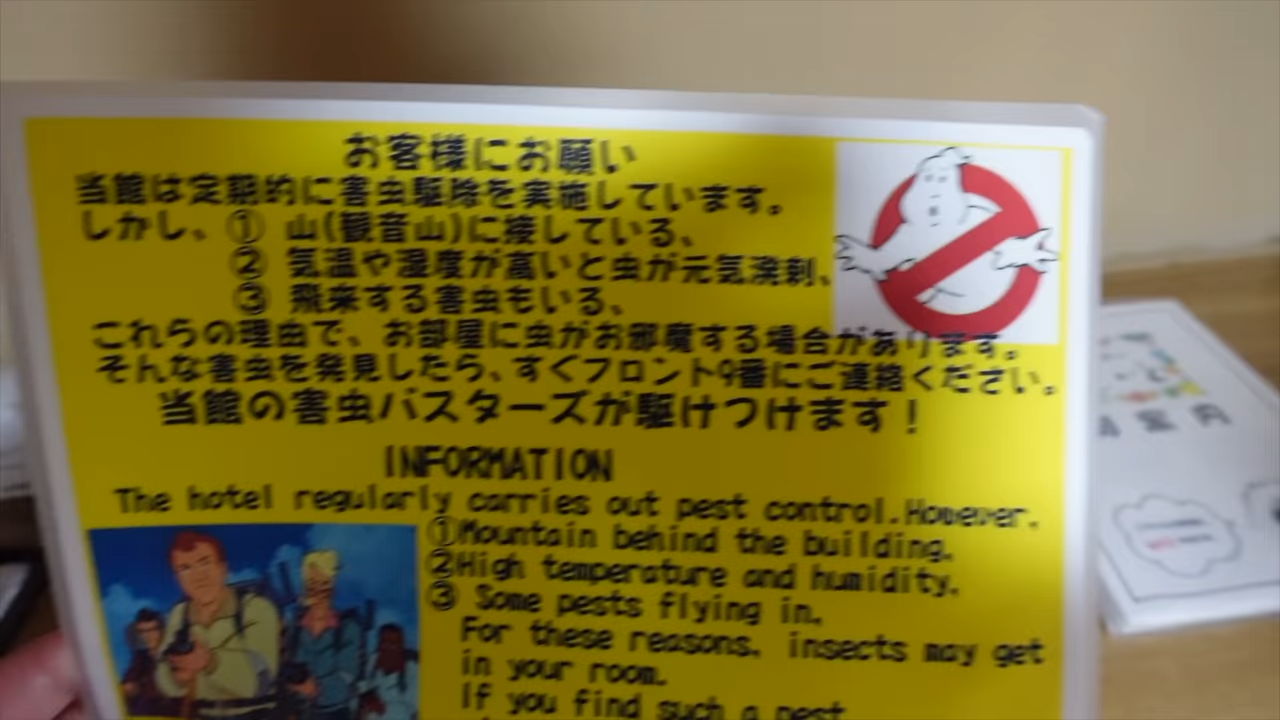 お客様にお願い
当館は定期的に害虫駆除を実施しています。
しかし、① 山(観音山)に接している、
② 気温や湿度が高いと虫が元気溌剌、
③ 飛来する害虫もいる、
これらの理由で、お部屋に虫がお邪魔する場合があります。
そんな害虫を発見したら、すぐフロント9番にご連絡ください。
当館の害虫バスターズが駆けつけます！
INFORMATION
The hotel regularly carries out pest control.However,
①Mountain behind the building,
②High temperature and humidity,
③ Some pests flying in,
For these reasons, insects may get
in your room.
If you find such a pest